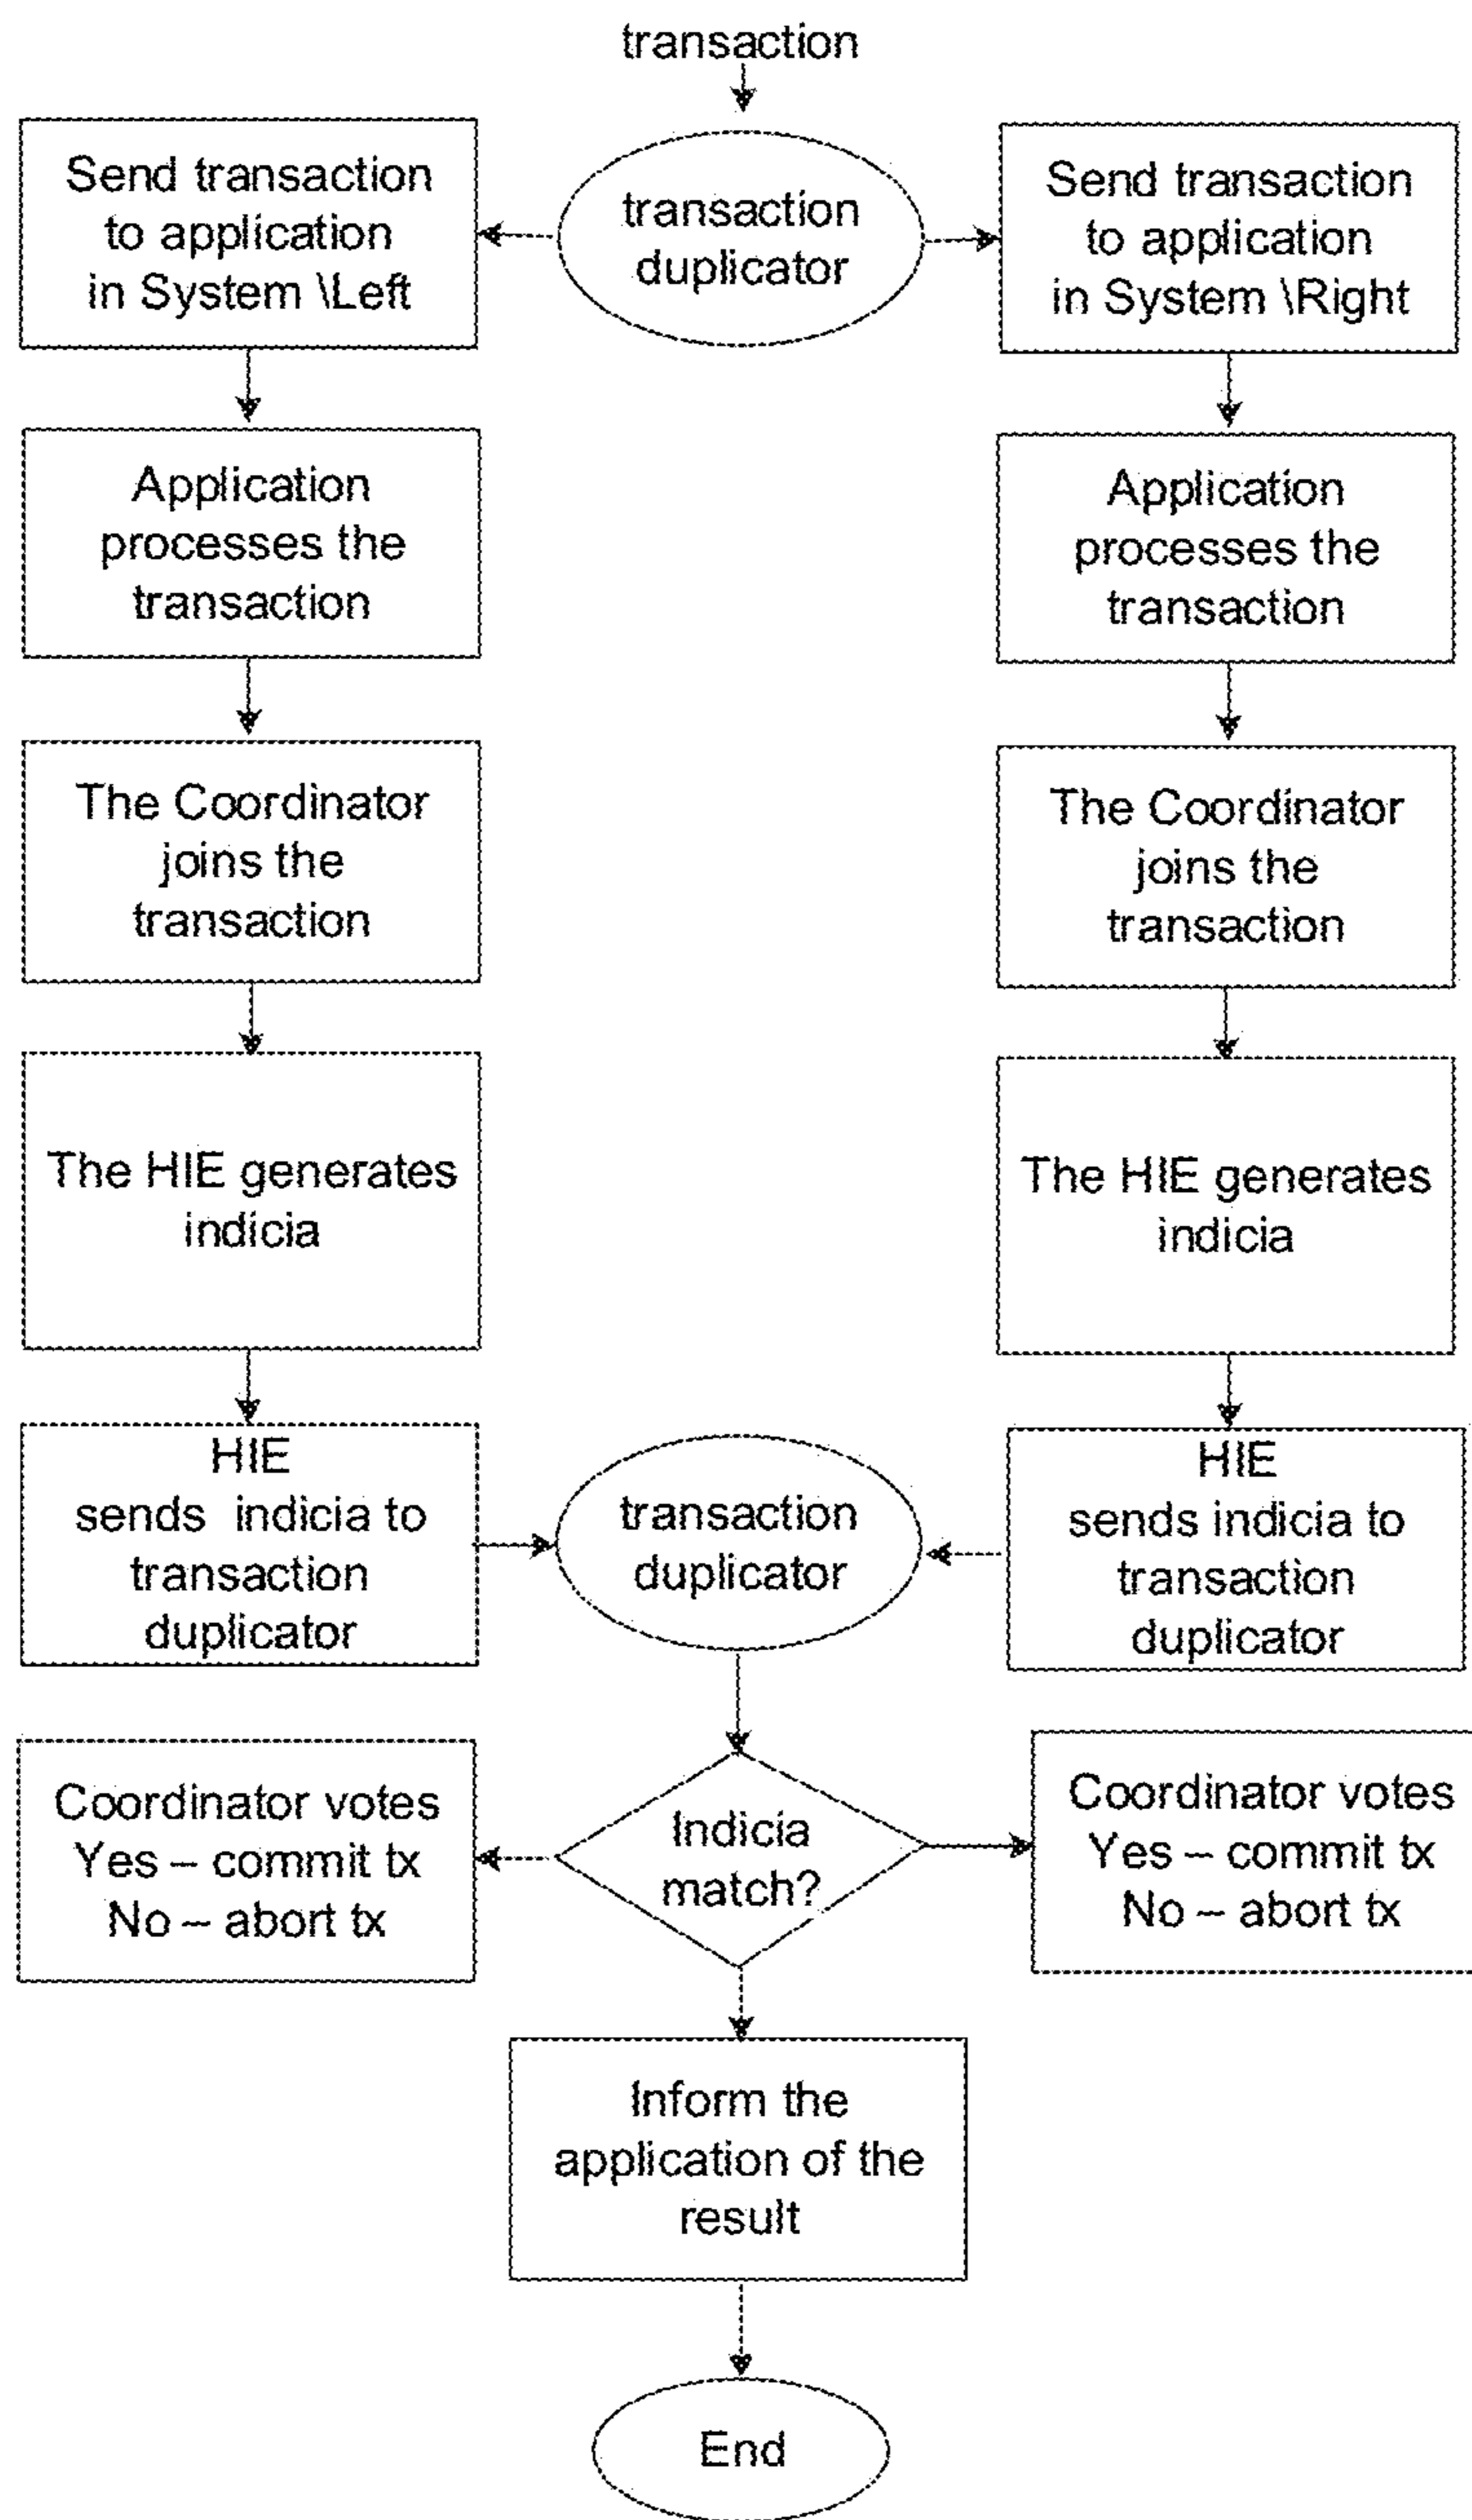 transaction
Send transaction
to application
in System \Left
transaction
duplicator
Send transaction
to application
in System \Right
Application
processes the
transaction
Application
processes the
transaction
The Coordinator
joins the
transaction
The Coordinator
joins the
transaction
The HIE generates
indicia
The HIE generates
indicia
HIE
sends indicia to
transaction
duplicator
transaction
duplicator
HIE
sends indicia to
transaction
duplicator
Coordinator votes
Yes – commit tx
No – abort tx
Indicia
match?
Coordinator votes
Yes – commit tx
No – abort tx
Inform the
application of the
result
End